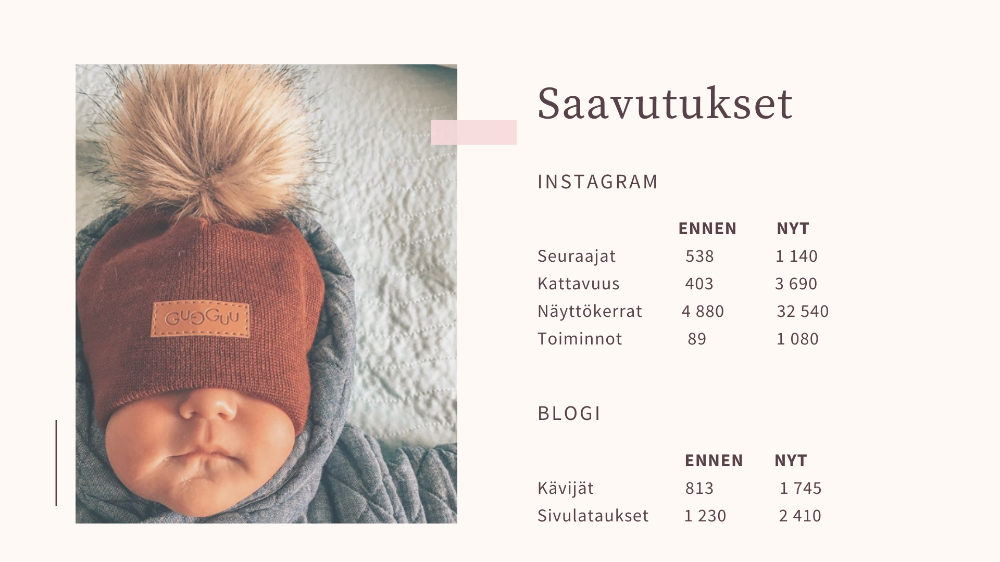 GUGGUU
Saavutukset
INSTAGRAM
ENNEN NYT
Seuraajat 538 1 140
Kattavuus 403 3 690
Näyttökerrat 4 880 32 540
Toiminnot 89 1 080
BLOGI
ENNEN NYT
Kävijät 813 1 745
Sivulataukset 1 230 2 410